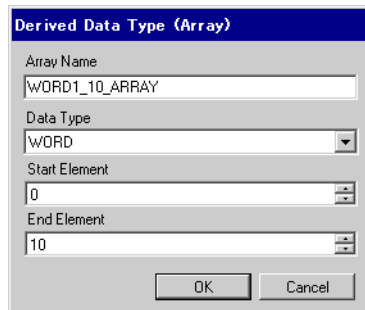 Derived Data Type (Array)
Array Name
WORD1_10_ARRAY
Data Type
WORD
Start Element
0
End Element
10
OK Cancel